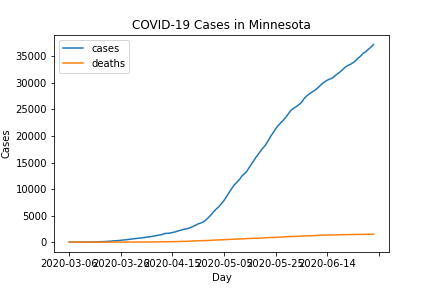 COVID-19 Cases in Minnesota
cases
deaths
35000
30000
25000
20000
15000
10000
5000
0
Cases
2020-03-06 2020-03-26 2020-04-15 2020-05-05 2020-05-25 2020-06-14
Day